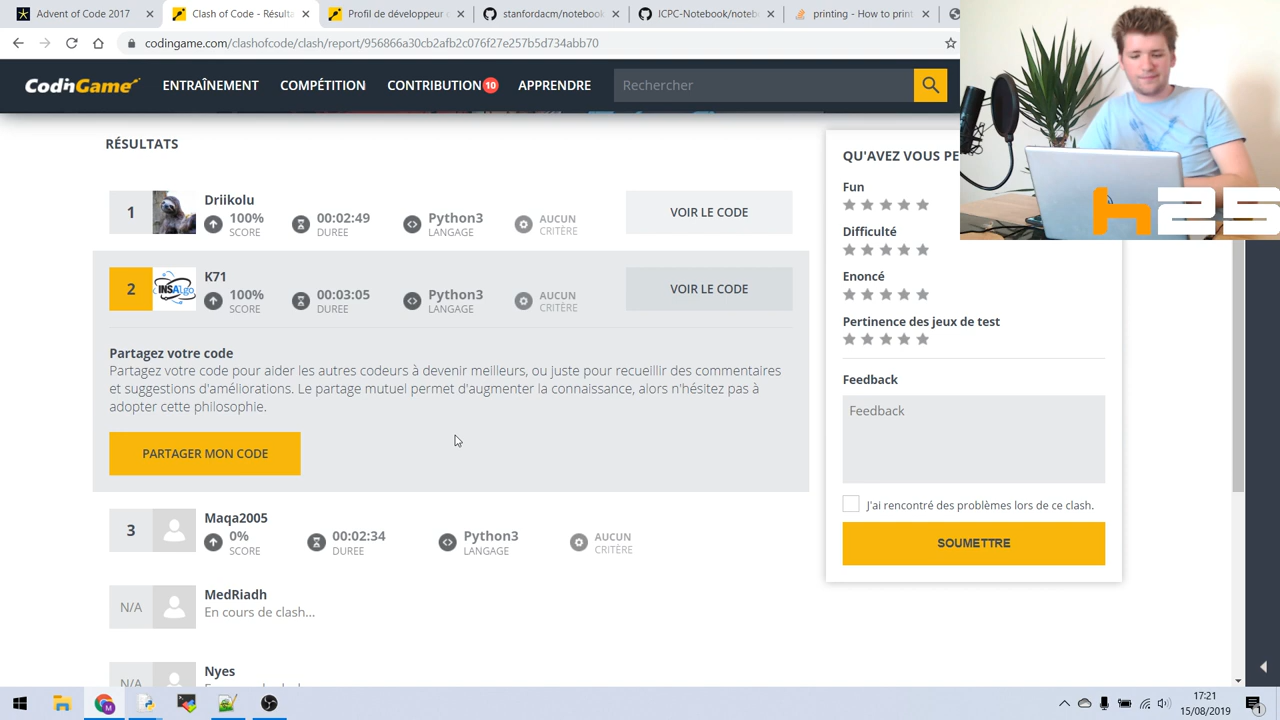 Advent of Code 2017
Clash of Code - Résulta
Profil de développeur
stanfordacm/notebook
ICPC-Notebook/noteb
printing - How to print
codingame.com/clashofcode/clash/report/956866a30cb2afb2c076f27e257b5d734abb70
CodinGame
ENTRAÎNEMENT
COMPÉTITION
CONTRIBUTION 10
APPRENDRE
Rechercher
h25
RÉSULTATS
1
Driikolu
100%
SCORE
00:02:49
DUREE
Python3
LANGAGE
AUCUN
CRITÈRE
VOIR LE CODE
2
INSAlgo
K71
100%
SCORE
00:03:05
DUREE
Python3
LANGAGE
AUCUN
CRITÈRE
VOIR LE CODE
Partagez votre code
Partagez votre code pour aider les autres codeurs à devenir meilleurs, ou juste pour recueillir des commentaires
et suggestions d'améliorations. Le partage mutuel permet d'augmenter la connaissance, alors n'hésitez pas à
adopter cette philosophie.
PARTAGER MON CODE
3
Maqa2005
0%
SCORE
00:02:34
DUREE
Python3
LANGAGE
AUCUN
CRITÈRE
N/A
MedRiadh
En cours de clash...
N/A
Nyes
QU'AVEZ VOUS PE
Fun
Difficulté
Enoncé
Pertinence des jeux de test
Feedback
Feedback
J'ai rencontré des problèmes lors de ce clash.
SOUMETTRE
17:21
15/08/2019
1